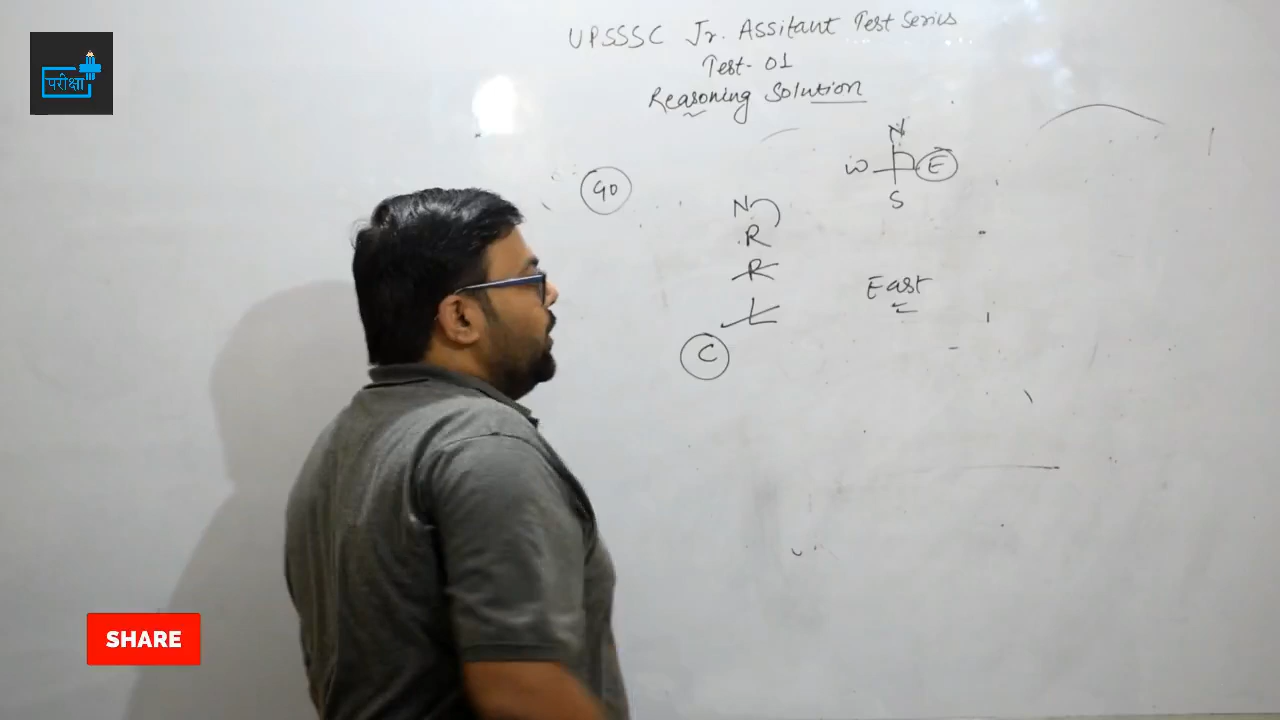 परीक्षा
UPSSSC Jr. Assitant Test Series
Test-01
Reasoning Solution
N
W E
S
90
N
R
R
L
East
C
SHARE